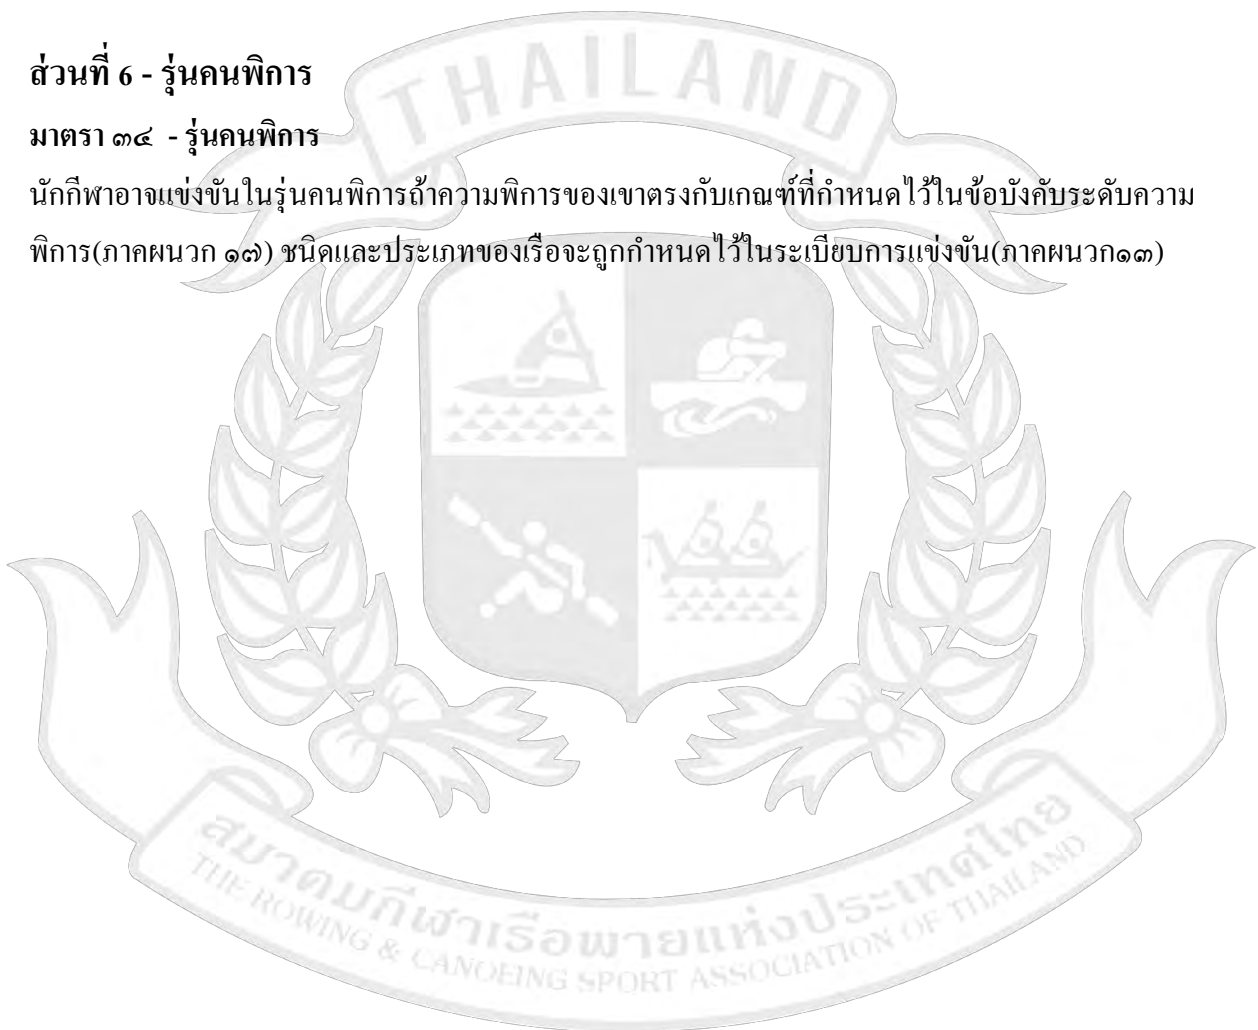 THAILAND
ส่วนที่ 6 - รุ่นคนพิการ
มาตรา ๓๔ - รุ่นคนพิการ
นักกีฬาอาจแข่งขันในรุ่นคนพิการถ้าความพิการของเขาตรงกับเกณฑ์ที่กำหนดไว้ในข้อบังคับระดับความ
พิการ(ภาคผนวก ๑๗) ชนิดและประเภทของเรือจะถูกกำหนดไว้ในระเบียบการแข่งขัน(ภาคผนวก๑๓)
สมาคมกีฬาเรือพายแห่งประเทศไทย
THE ROWING & CANOEING SPORT ASSOCIATION OF THAILAND